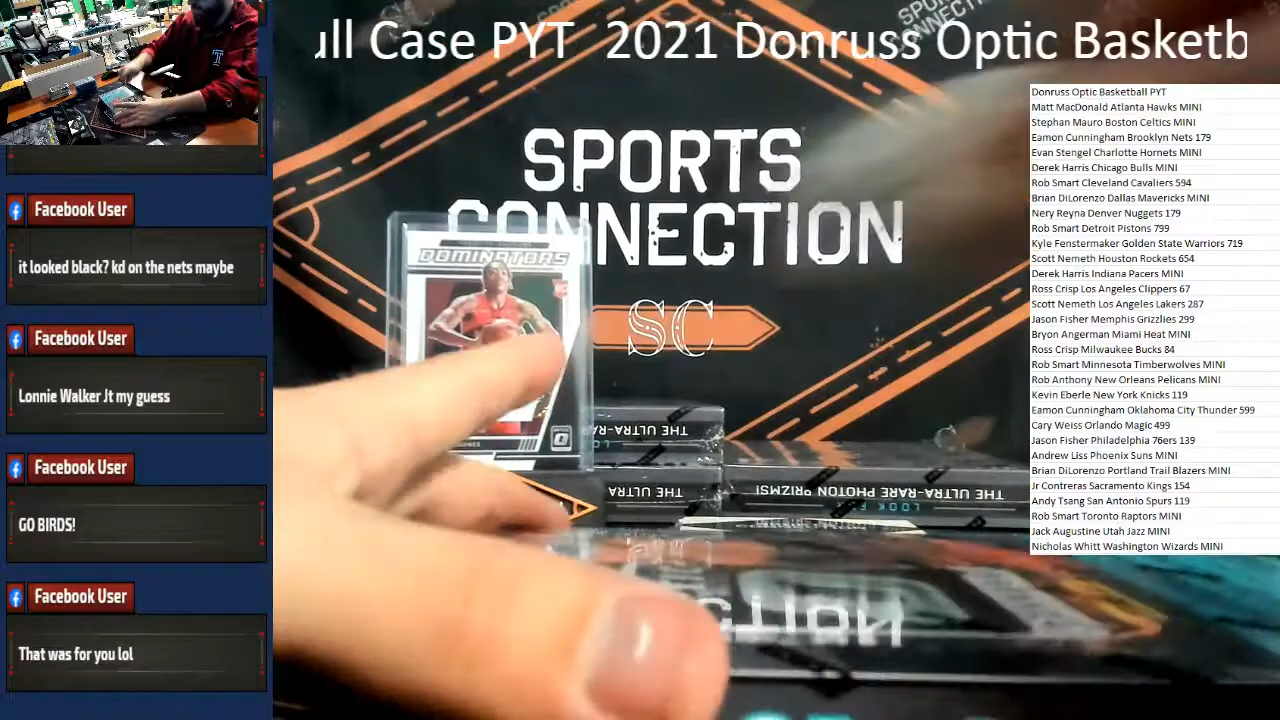 ıll Case PYT 2021 Donruss Optic Basketb
SPORTS
CONNECTION
SC
DOMINATORS
RC
OPTIC
THE ULTRA-RAR
THE ULTRA
THE ULTRA-RARE PHOTON PRIZMS!
LOOK F
Facebook User
it looked black? kd on the nets maybe
Facebook User
Lonnie Walker Jt my guess
Facebook User
GO BIRDS!
Facebook User
That was for you lol
Donruss Optic Basketball PYT
Matt MacDonald Atlanta Hawks MINI
Stephan Mauro Boston Celtics MINI
Eamon Cunningham Brooklyn Nets 179
Evan Stengel Charlotte Hornets MINI
Derek Harris Chicago Bulls MINI
Rob Smart Cleveland Cavaliers 594
Brian DiLorenzo Dallas Mavericks MINI
Nery Reyna Denver Nuggets 179
Rob Smart Detroit Pistons 799
Kyle Fenstermaker Golden State Warriors 719
Scott Nemeth Houston Rockets 654
Derek Harris Indiana Pacers MINI
Ross Crisp Los Angeles Clippers 67
Scott Nemeth Los Angeles Lakers 287
Jason Fisher Memphis Grizzlies 299
Bryon Angerman Miami Heat MINI
Ross Crisp Milwaukee Bucks 84
Rob Smart Minnesota Timberwolves MINI
Rob Anthony New Orleans Pelicans MINI
Kevin Eberle New York Knicks 119
Eamon Cunningham Oklahoma City Thunder 599
Cary Weiss Orlando Magic 499
Jason Fisher Philadelphia 76ers 139
Andrew Liss Phoenix Suns MINI
Brian DiLorenzo Portland Trail Blazers MINI
Jr Contreras Sacramento Kings 154
Andy Tsang San Antonio Spurs 119
Rob Smart Toronto Raptors MINI
Jack Augustine Utah Jazz MINI
Nicholas Whitt Washington Wizards MINI